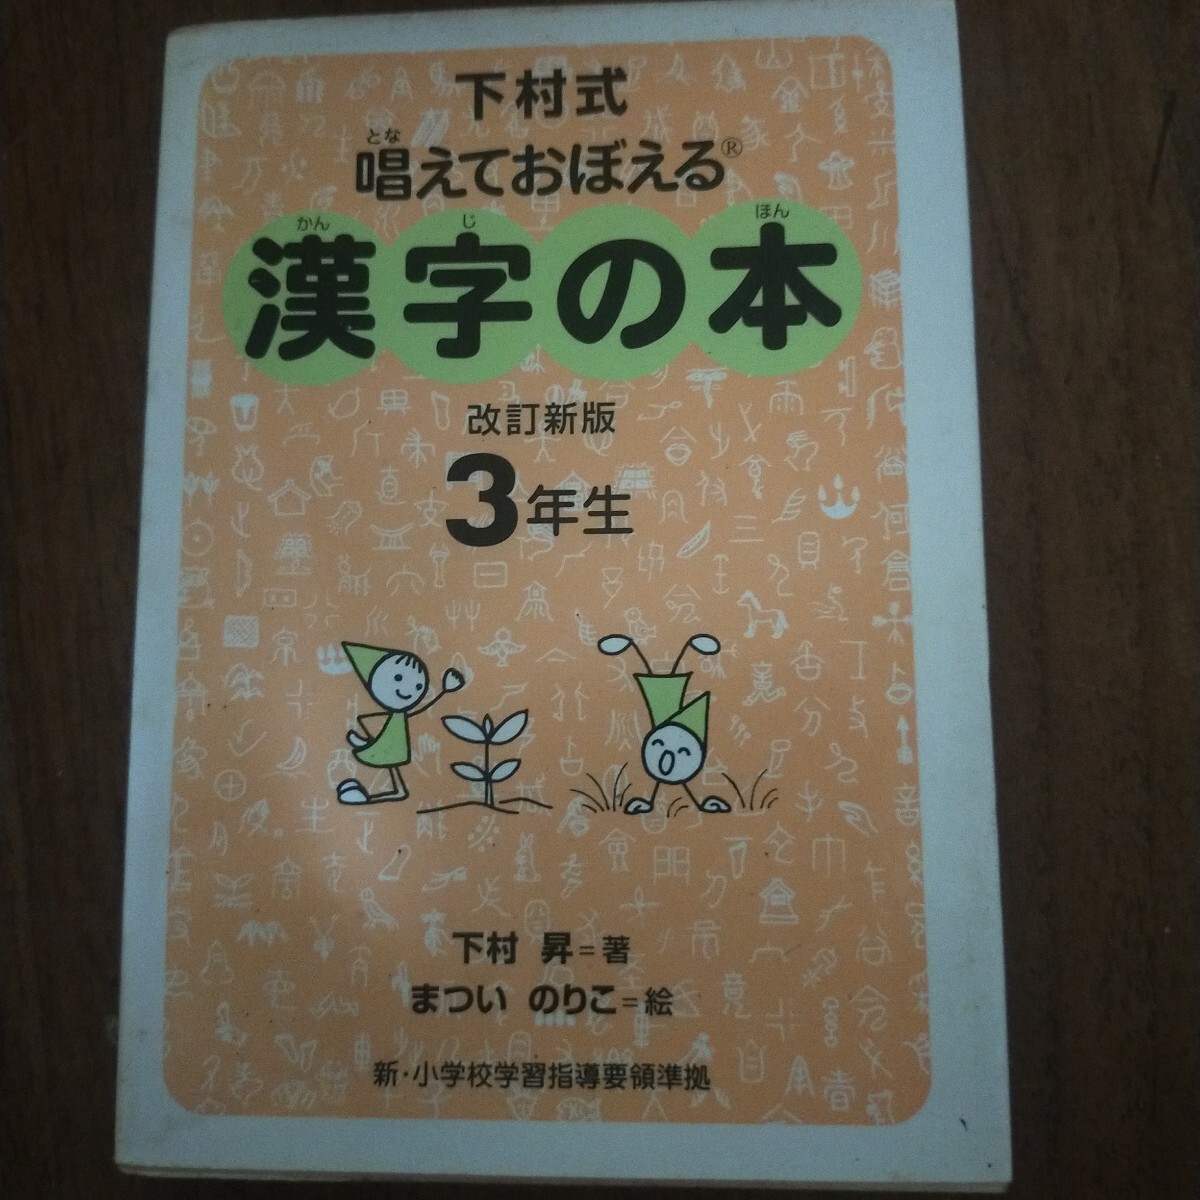 下村式
とな
唱えておぼえる®
かん じ ほん
漢字の本
改訂新版
3年生
下村 昇=著
まつい のりこ=絵
新・小学校学習指導要領準拠